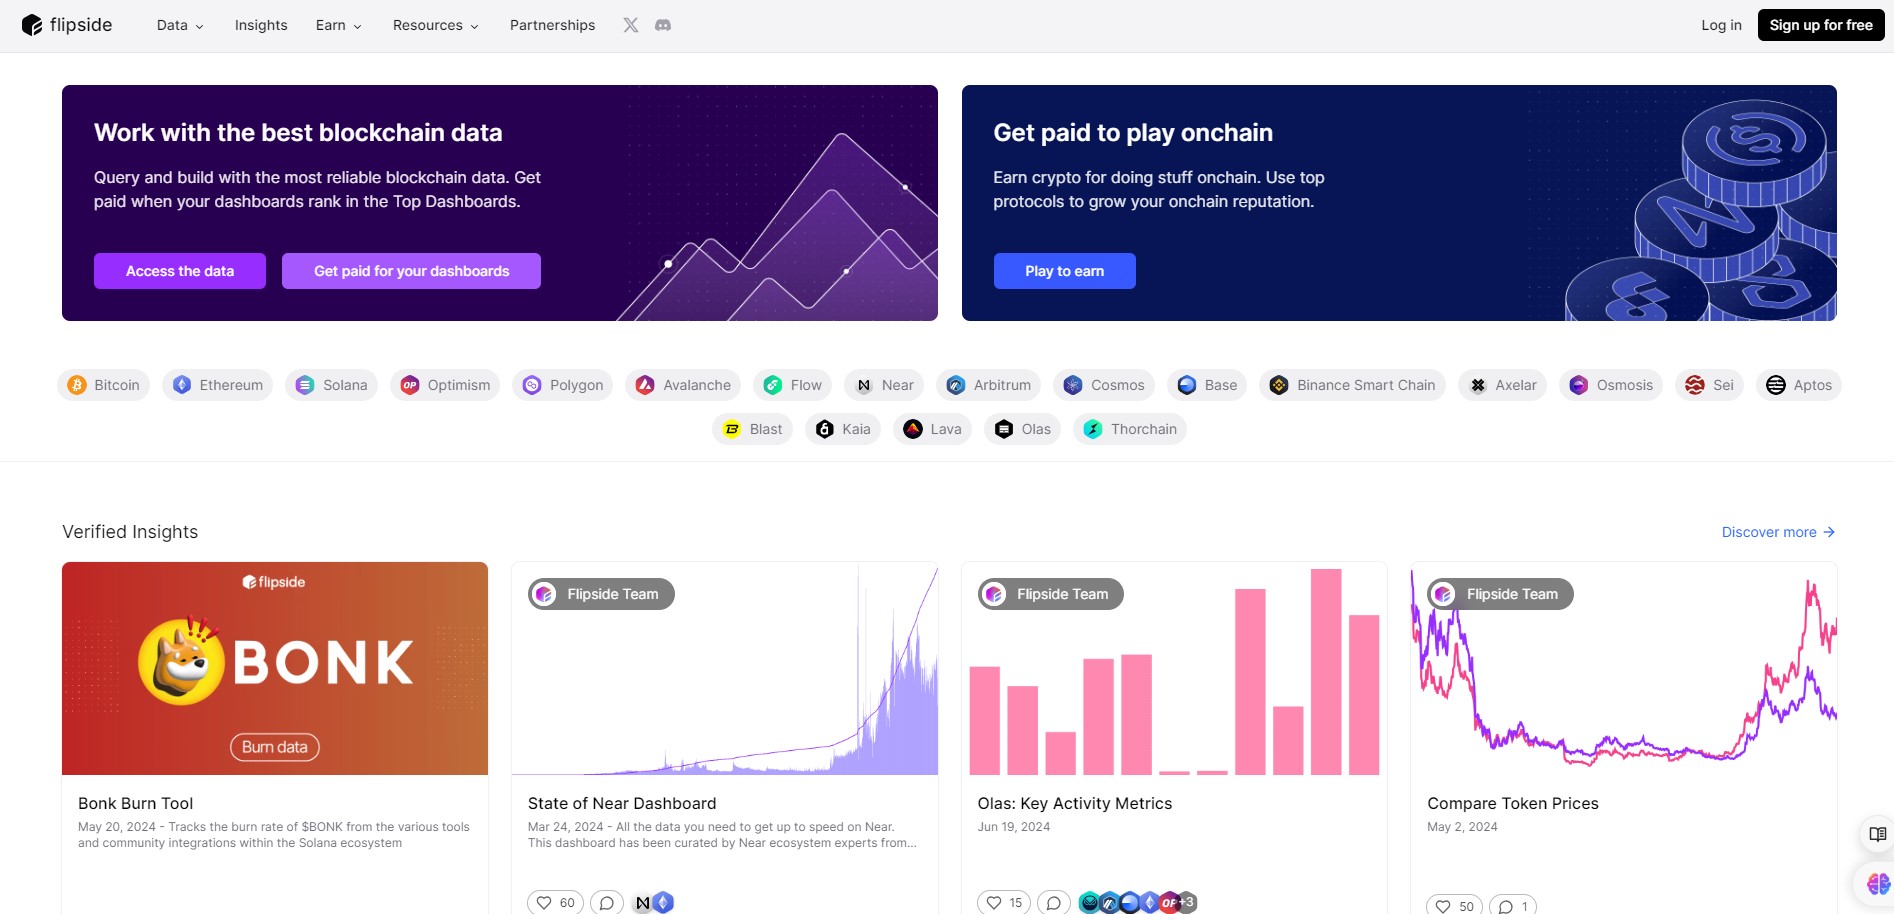 flipside Data Insights Earn Resources Partnerships Log in Sign up for free
Work with the best blockchain data
Query and build with the most reliable blockchain data. Get
paid when your dashboards rank in the Top Dashboards.
Access the data Get paid for your dashboards
Get paid to play onchain
Earn crypto for doing stuff onchain. Use top
protocols to grow your onchain reputation.
Play to earn
Bitcoin Ethereum Solana Optimism Polygon Avalanche Flow Near Arbitrum Cosmos Base Binance Smart Chain Axelar Osmosis Sei Aptos
Blast Kaia Lava Olas Thorchain
Verified Insights Discover more
flipside
BONK
Burn data
Bonk Burn Tool
May 20, 2024 - Tracks the burn rate of $BONK from the various tools
and community integrations within the Solana ecosystem
Flipside Team
State of Near Dashboard
Mar 24, 2024 - All the data you need to get up to speed on Near.
This dashboard has been curated by Near ecosystem experts from...
60
Flipside Team
Olas: Key Activity Metrics
Jun 19, 2024
15 OP +3
Flipside Team
Compare Token Prices
May 2, 2024
50 1